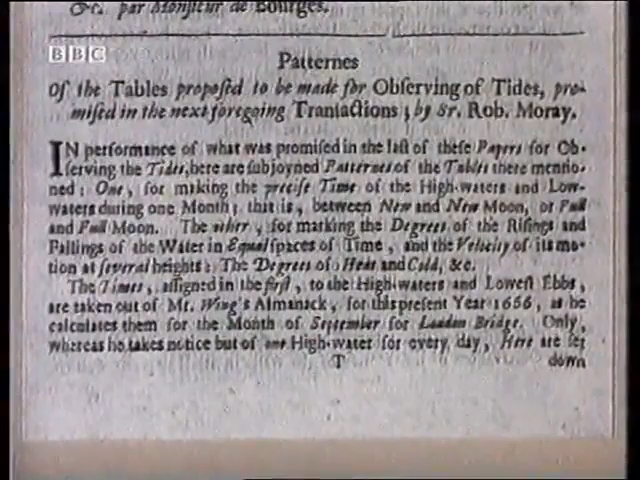 &c. par Monsieur de Bourges.
BBC
Patternes
Of the Tables proposed to be made for Observing of Tides, pro-
mised in the next foregoing Transactions; by Sr. Rob. Moray.
IN performance of what was promised in the last of these Papers for Ob-
serving the Tides, here are subjoyned Patternes of the Tables there mentio-
ned: One, for making the precise Time of the High-waters and Low-
waters during one Month; that is, between New and New Moon, or Full
and Full Moon. The other, for marking the Degrees of the Risings and
Fallings of the Water in Equal spaces of Time, and the Velocity of its mo-
tion at several heights: The Degrees of Heat and Cold, &c.
The Times, assigned in the first, to the High-waters and Lowest Ebbs,
are taken out of Mr. Wing's Almanack, for this present Year 1666, as he
calculates them for the Month of September for London Bridge. Only,
whereas he takes notice but of one High-water for every day, Here are set
T down